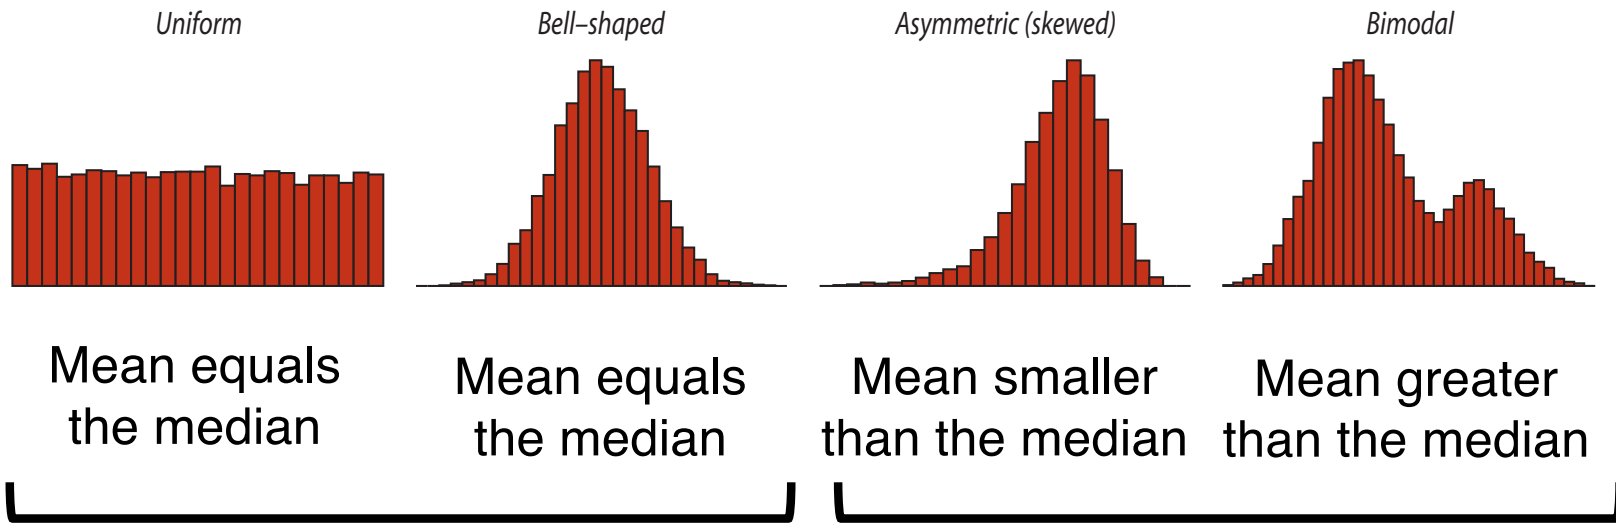 Uniform
Bell–shaped
Asymmetric (skewed)
Bimodal
Mean equals
the median
Mean equals
the median
Mean smaller
than the median
Mean greater
than the median